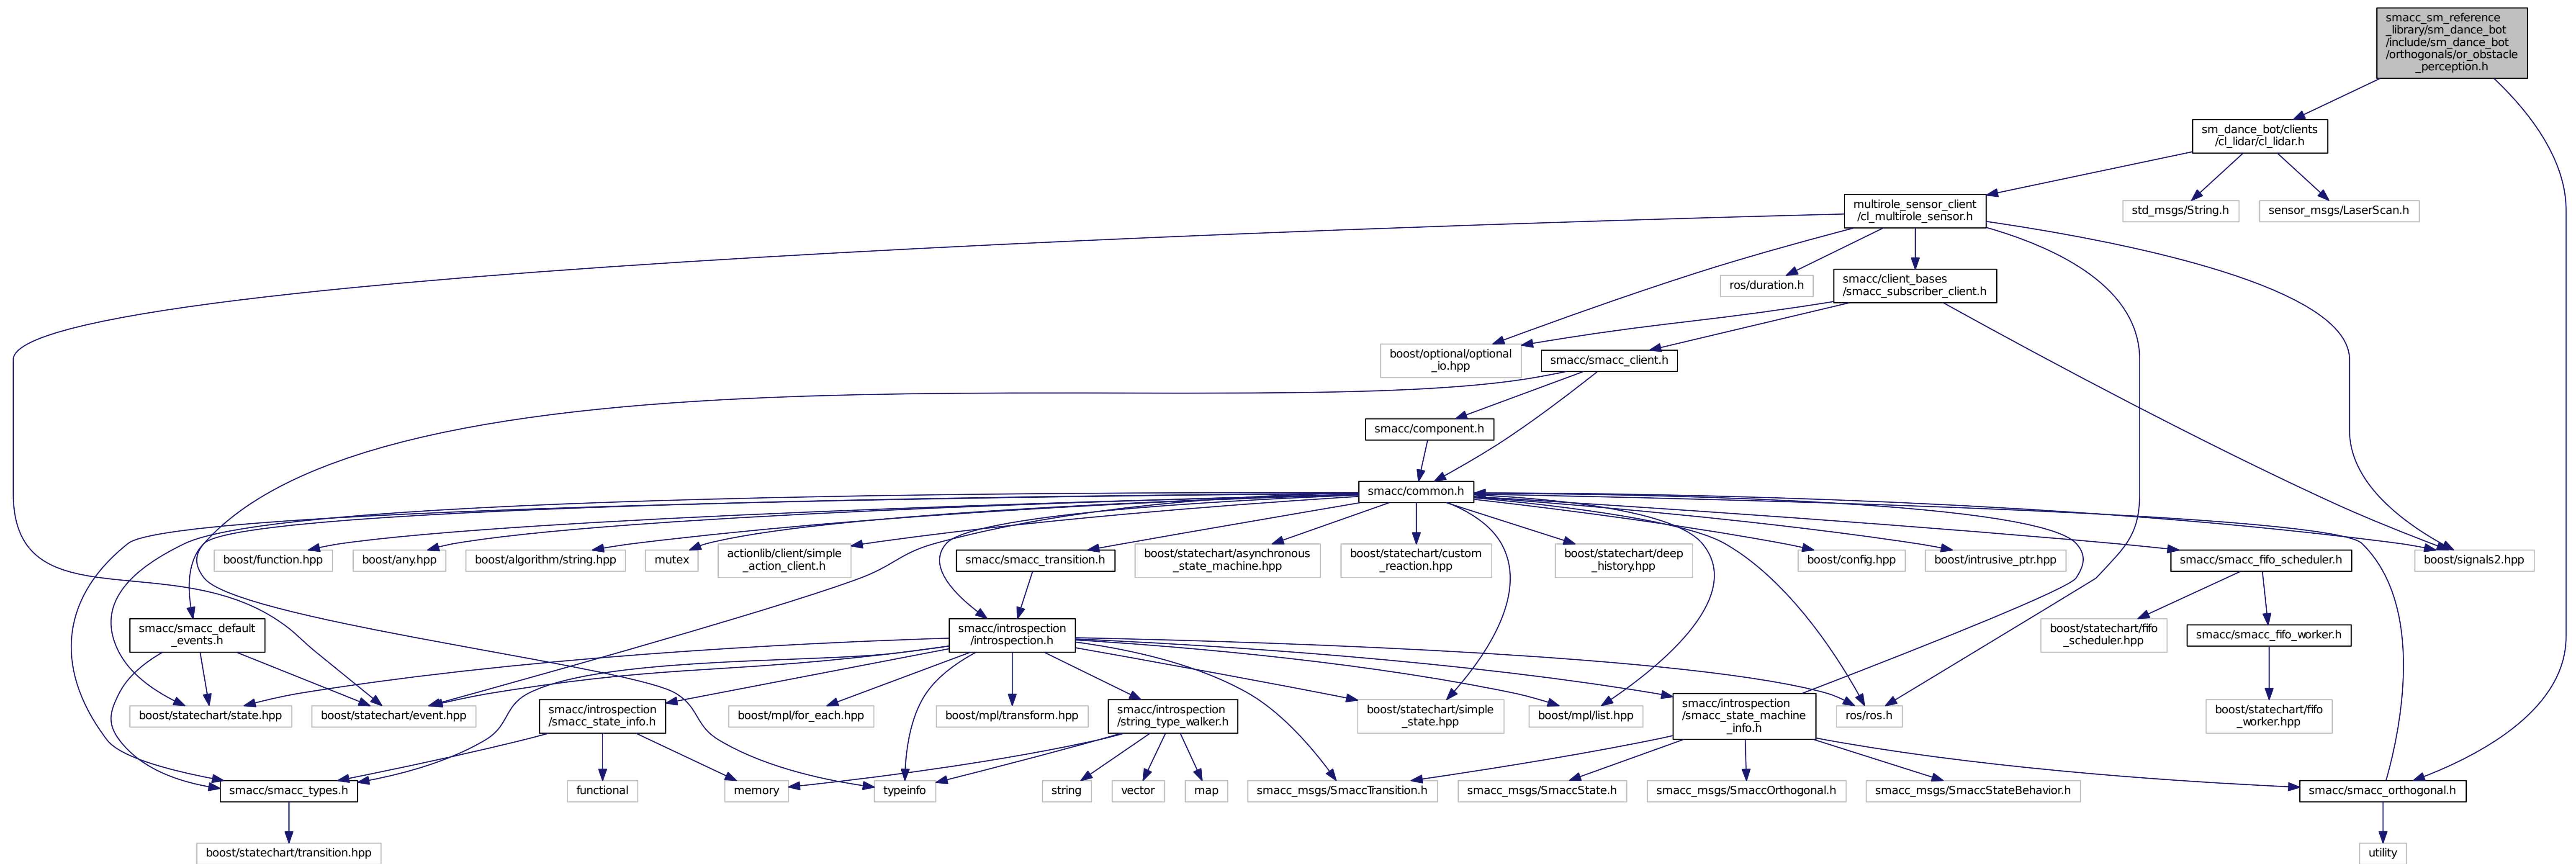 smacc_sm_reference
_library/sm_dance_bot
/include/sm_dance_bot
/orthogonals/or_obstacle
_perception.h
sm_dance_bot/clients
/cl_lidar/cl_lidar.h
multirole_sensor_client
/cl_multirole_sensor.h
std_msgs/String.h
sensor_msgs/LaserScan.h
ros/duration.h
smacc/client_bases
/smacc_subscriber_client.h
boost/optional/optional
_io.hpp
smacc/smacc_client.h
smacc/component.h
smacc/common.h
boost/function.hpp
boost/any.hpp
boost/algorithm/string.hpp
mutex
actionlib/client/simple
_action_client.h
smacc/smacc_transition.h
boost/statechart/asynchronous
_state_machine.hpp
boost/statechart/custom
_reaction.hpp
boost/statechart/deep
_history.hpp
boost/config.hpp
boost/intrusive_ptr.hpp
smacc/smacc_fifo_scheduler.h
boost/signals2.hpp
smacc/smacc_default
_events.h
smacc/introspection
/introspection.h
boost/statechart/fifo
_scheduler.hpp
smacc/smacc_fifo_worker.h
boost/statechart/state.hpp
boost/statechart/event.hpp
smacc/introspection
/smacc_state_info.h
boost/mpl/for_each.hpp
boost/mpl/transform.hpp
smacc/introspection
/string_type_walker.h
boost/statechart/simple
_state.hpp
boost/mpl/list.hpp
smacc/introspection
/smacc_state_machine
_info.h
ros/ros.h
boost/statechart/fifo
_worker.hpp
smacc/smacc_types.h
functional
memory
typeinfo
string
vector
map
smacc_msgs/SmaccTransition.h
smacc_msgs/SmaccState.h
smacc_msgs/SmaccOrthogonal.h
smacc_msgs/SmaccStateBehavior.h
smacc/smacc_orthogonal.h
boost/statechart/transition.hpp
utility